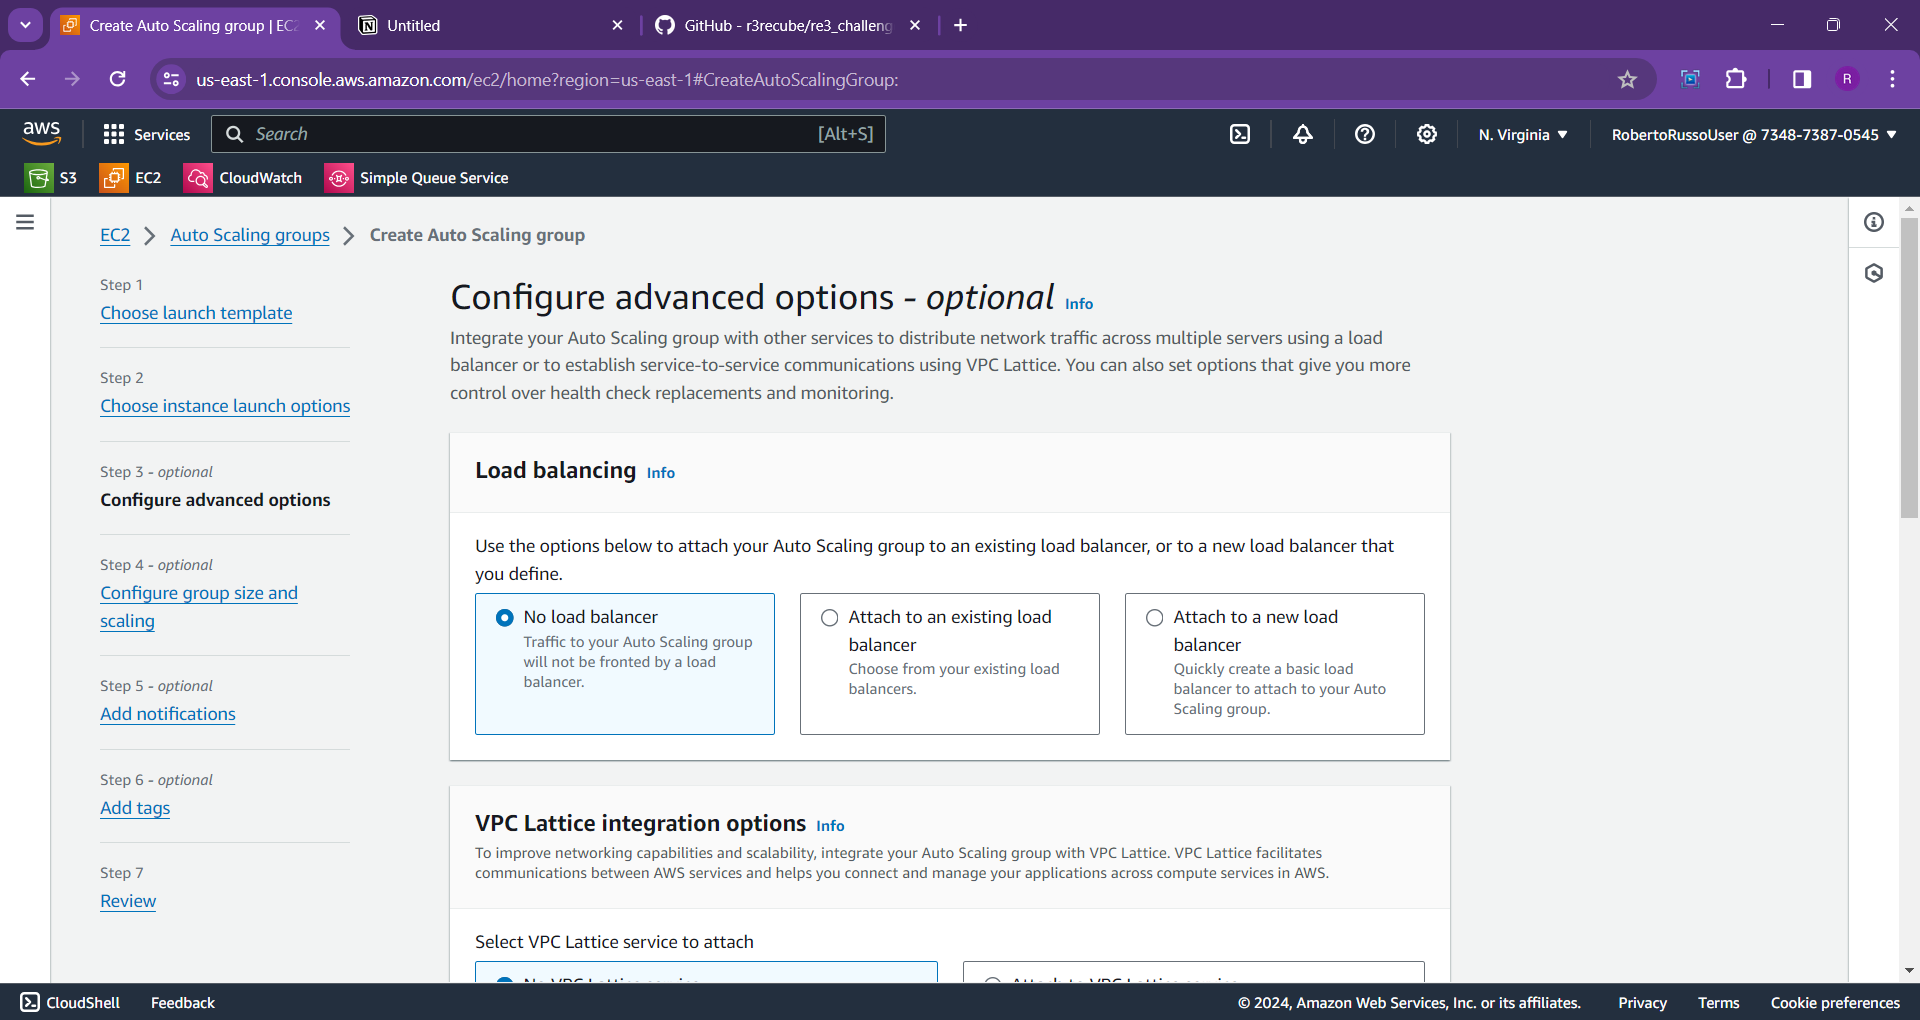 Create Auto Scaling group | EC2
Untitled
GitHub - r3recube/re3_challeng
us-east-1.console.aws.amazon.com/ec2/home?region=us-east-1#CreateAutoScalingGroup:
R
aws
Services
Search
[Alt+S]
N. Virginia
RobertoRussoUser @ 7348-7387-0545
S3
EC2
CloudWatch
Simple Queue Service
EC2
Auto Scaling groups
Create Auto Scaling group
Step 1
Choose launch template
Step 2
Choose instance launch options
Step 3 - optional
Configure advanced options
Step 4 - optional
Configure group size and
scaling
Step 5 - optional
Add notifications
Step 6 - optional
Add tags
Step 7
Review
Configure advanced options - optional Info
Integrate your Auto Scaling group with other services to distribute network traffic across multiple servers using a load
balancer or to establish service-to-service communications using VPC Lattice. You can also set options that give you more
control over health check replacements and monitoring.
Load balancing Info
Use the options below to attach your Auto Scaling group to an existing load balancer, or to a new load balancer that
you define.
No load balancer
Traffic to your Auto Scaling group
will not be fronted by a load
balancer.
Attach to an existing load
balancer
Choose from your existing load
balancers.
Attach to a new load
balancer
Quickly create a basic load
balancer to attach to your Auto
Scaling group.
VPC Lattice integration options Info
To improve networking capabilities and scalability, integrate your Auto Scaling group with VPC Lattice. VPC Lattice facilitates
communications between AWS services and helps you connect and manage your applications across compute services in AWS.
Select VPC Lattice service to attach
No VPC Lattice service
Attach to VPC Lattice service
CloudShell
Feedback
© 2024, Amazon Web Services, Inc. or its affiliates.
Privacy
Terms
Cookie preferences